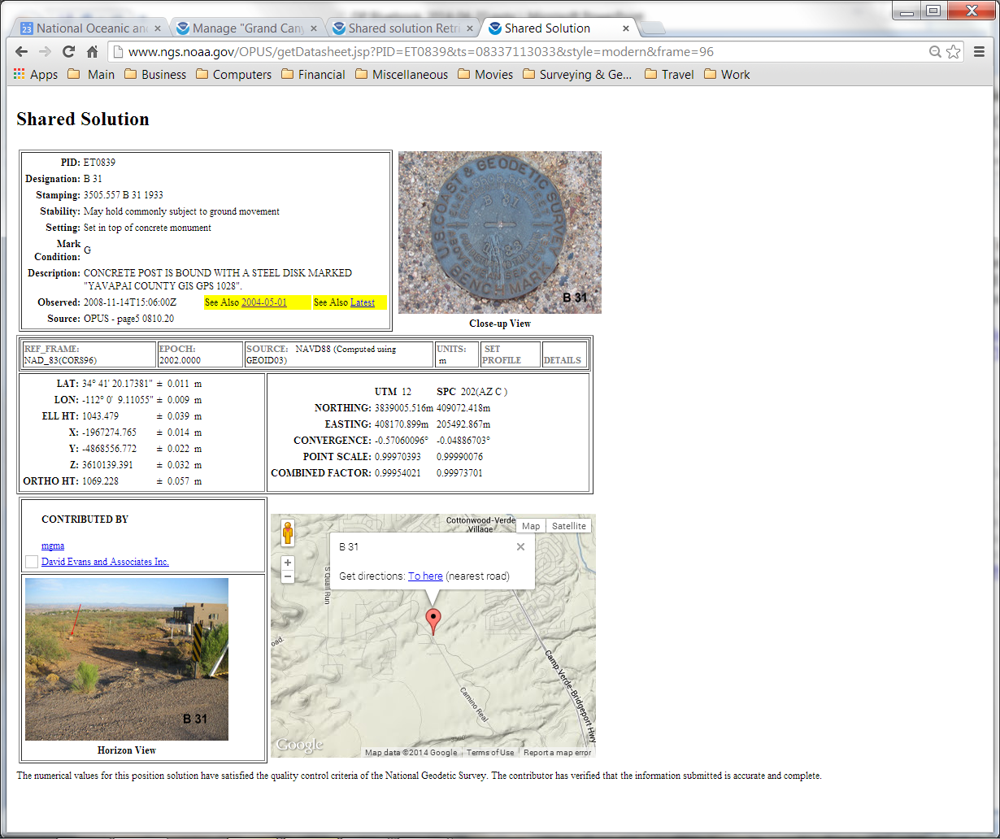 National Oceanic an
Manage "Grand Cany
Shared solution Retri
Shared Solution
www.ngs.noaa.gov/OPUS/getDatasheet.jsp?PID=ET0839&ts=08337113033&style=modern&frame=96
Apps Main Business Computers Financial Miscellaneous Movies Surveying & Ge... Travel Work
Shared Solution
PID: ET0839
Designation: B 31
Stamping: 3505.557 B 31 1933
Stability: May hold commonly subject to ground movement
Setting: Set in top of concrete monument
Mark
Condition: G
Description: CONCRETE POST IS BOUND WITH A STEEL DISK MARKED
"YAVAPAI COUNTY GIS GPS 1028".
Observed: 2008-11-14T15:06:00Z See Also 2004-05-01 See Also Latest
Source: OPUS - page5 0810.20
U.S. COAST & GEODETIC SURVEY
B 31
BENCH MARK
B 31
Close-up View
REF_FRAME:
NAD_83(CORS96)
EPOCH:
2002.0000
SOURCE: NAVD88 (Computed using
GEOID03)
UNITS:
m
SET
PROFILE
DETAILS
LAT: 34° 41' 20.17381" ± 0.011 m
LON: -112° 0' 9.11055" ± 0.009 m
ELL HT: 1043.479 ± 0.039 m
X: -1967274.765 ± 0.014 m
Y: -4868556.772 ± 0.022 m
Z: 3610139.391 ± 0.032 m
ORTHO HT: 1069.228 ± 0.057 m
UTM 12 SPC 202(AZ C )
NORTHING: 3839005.516m 409072.418m
EASTING: 408170.899m 205492.867m
CONVERGENCE: -0.57060096° -0.04886703°
POINT SCALE: 0.99970393 0.99990076
COMBINED FACTOR: 0.99954021 0.99973701
CONTRIBUTED BY
mgma
David Evans and Associates Inc.
B 31
Horizon View
Cottonwood-Verde
Village
Map Satellite
B 31
Get directions: To here (nearest road)
S Quail Run
oad.
Camp Verde-Bridgeport Hwy
Camino Real
3500
Google
Map data ©2014 Google Terms of Use Report a map error
The numerical values for this position solution have satisfied the quality control criteria of the National Geodetic Survey. The contributor has verified that the information submitted is accurate and complete.